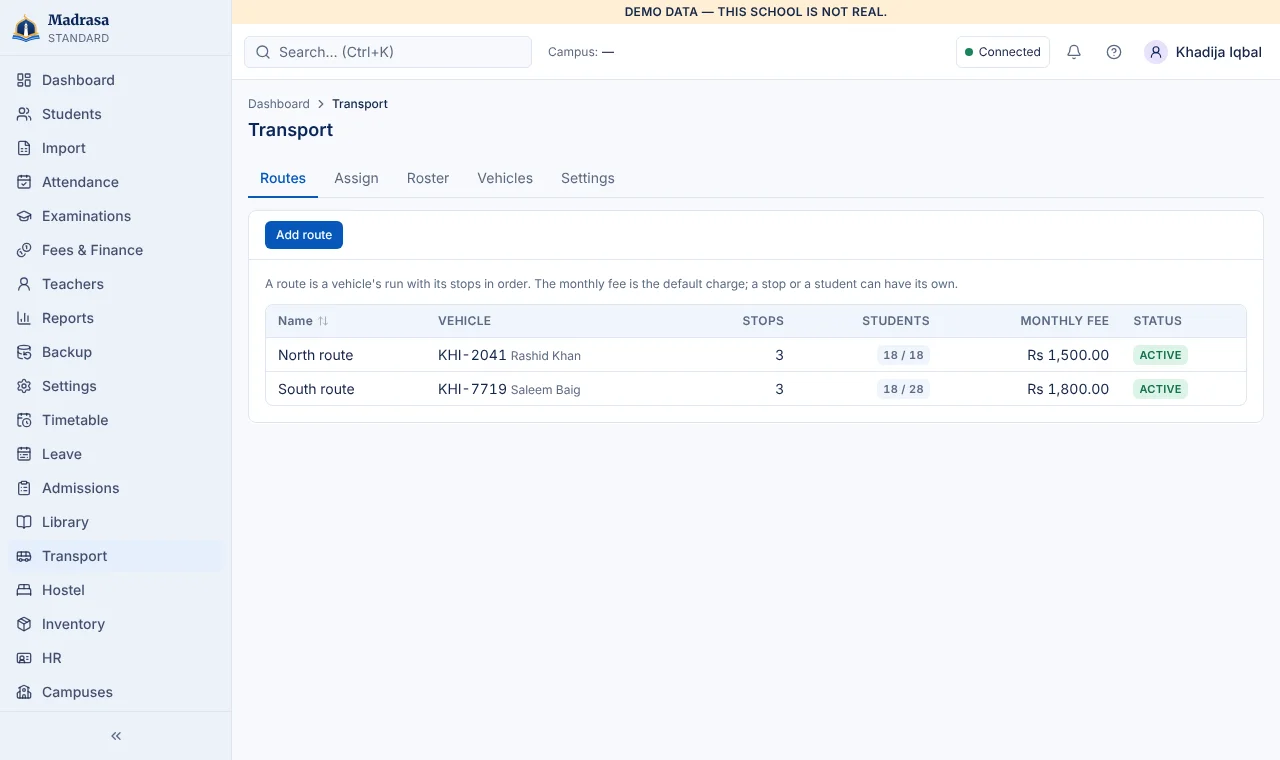 DEMO DATA — THIS SCHOOL IS NOT REAL.
Madrasa
STANDARD
Search... (Ctrl+K)
Campus: —
Connected
Khadija Iqbal
Dashboard
Students
Import
Attendance
Examinations
Fees & Finance
Teachers
Reports
Backup
Settings
Timetable
Leave
Admissions
Library
Transport
Hostel
Inventory
HR
Campuses
«
Dashboard > Transport
Transport
Routes Assign Roster Vehicles Settings
Add route
A route is a vehicle's run with its stops in order. The monthly fee is the default charge; a stop or a student can have its own.
Name ↑↓ VEHICLE STOPS STUDENTS MONTHLY FEE STATUS
North route KHI-2041 Rashid Khan 3 18 / 18 Rs 1,500.00 ACTIVE
South route KHI-7719 Saleem Baig 3 18 / 28 Rs 1,800.00 ACTIVE